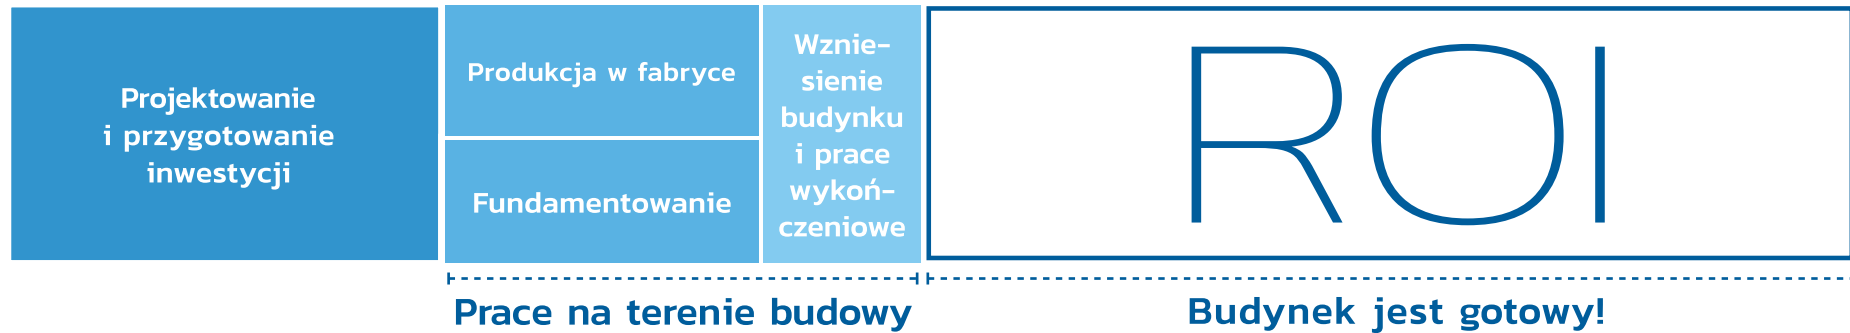 Projektowanie
i przygotowanie
inwestycji
Produkcja w fabryce
Fundamentowanie
Wznie-
sienie
budynku
i prace
wykoń-
czeniowe
ROI
Prace na terenie budowy
Budynek jest gotowy!